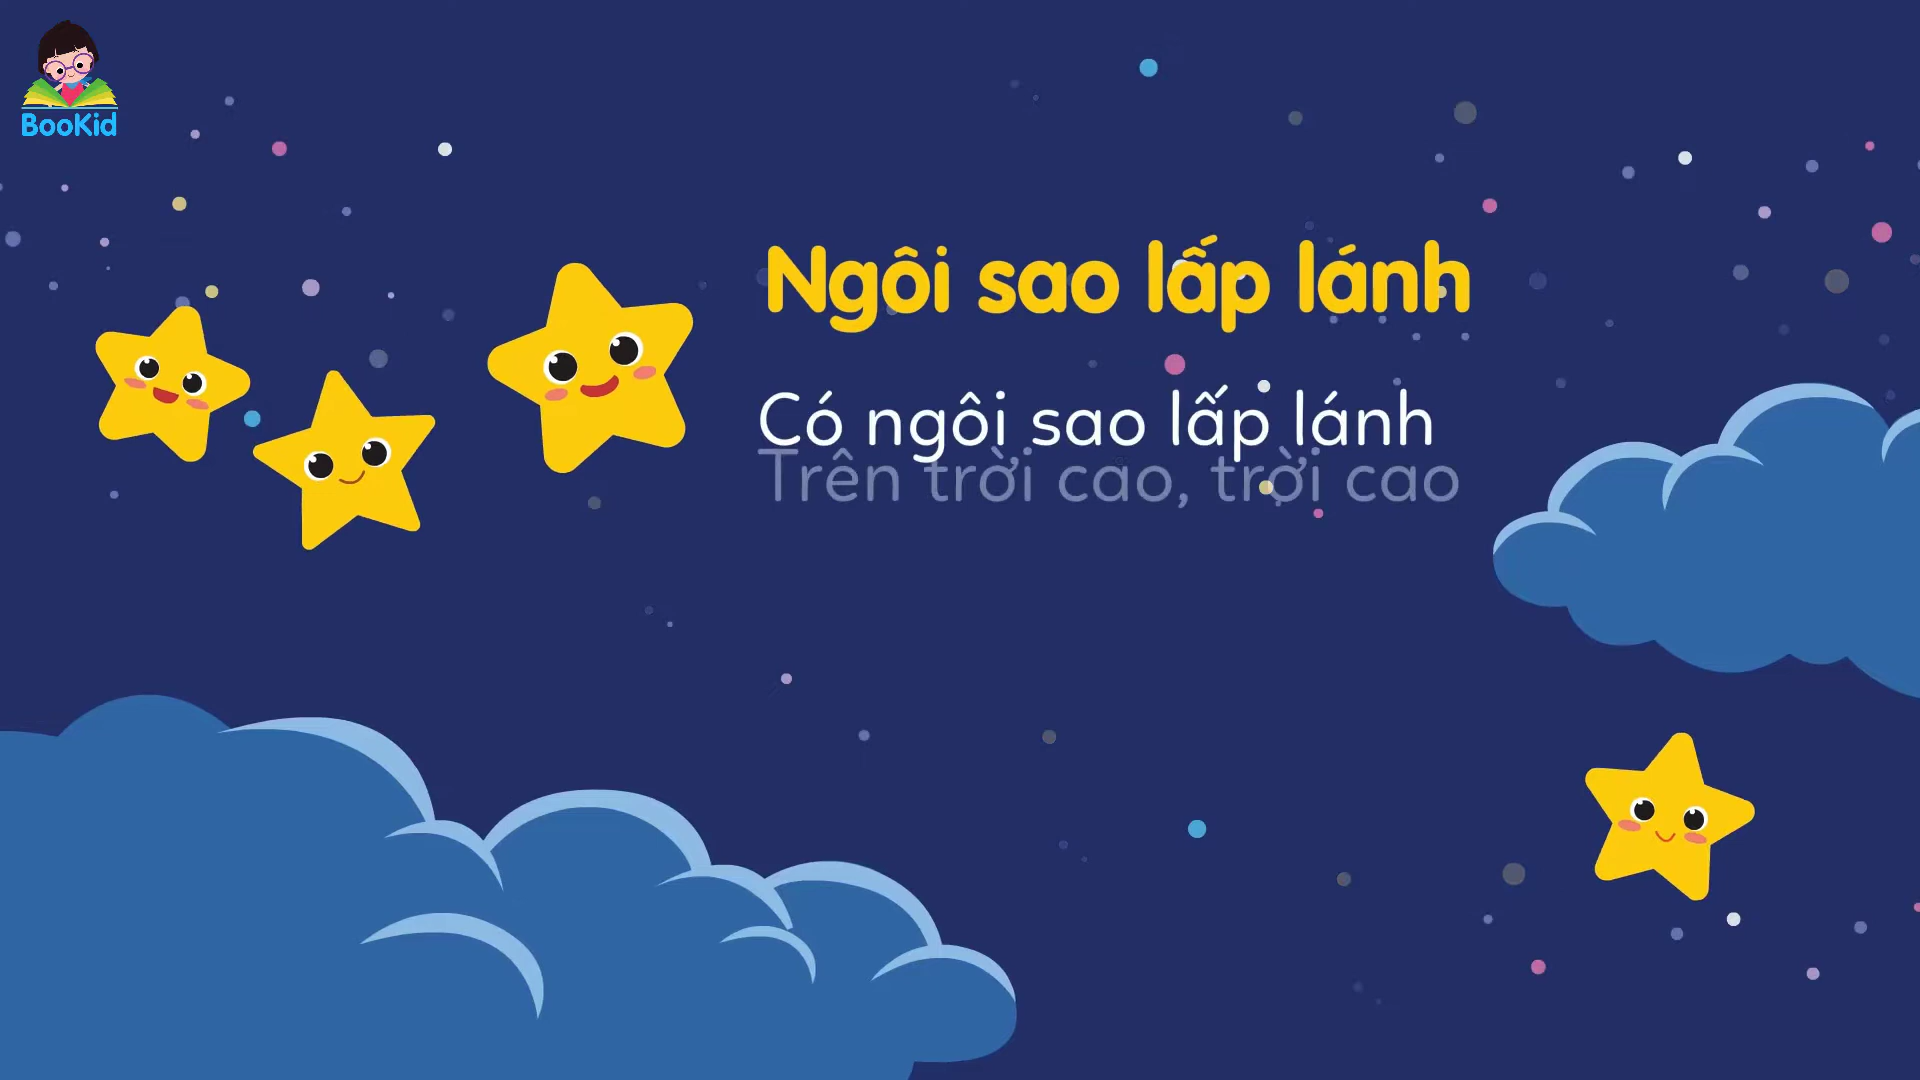 BooKid
Ngôi sao lấp lánh
Có ngôi sao lấp lánh
Trên trời cao, trời cao